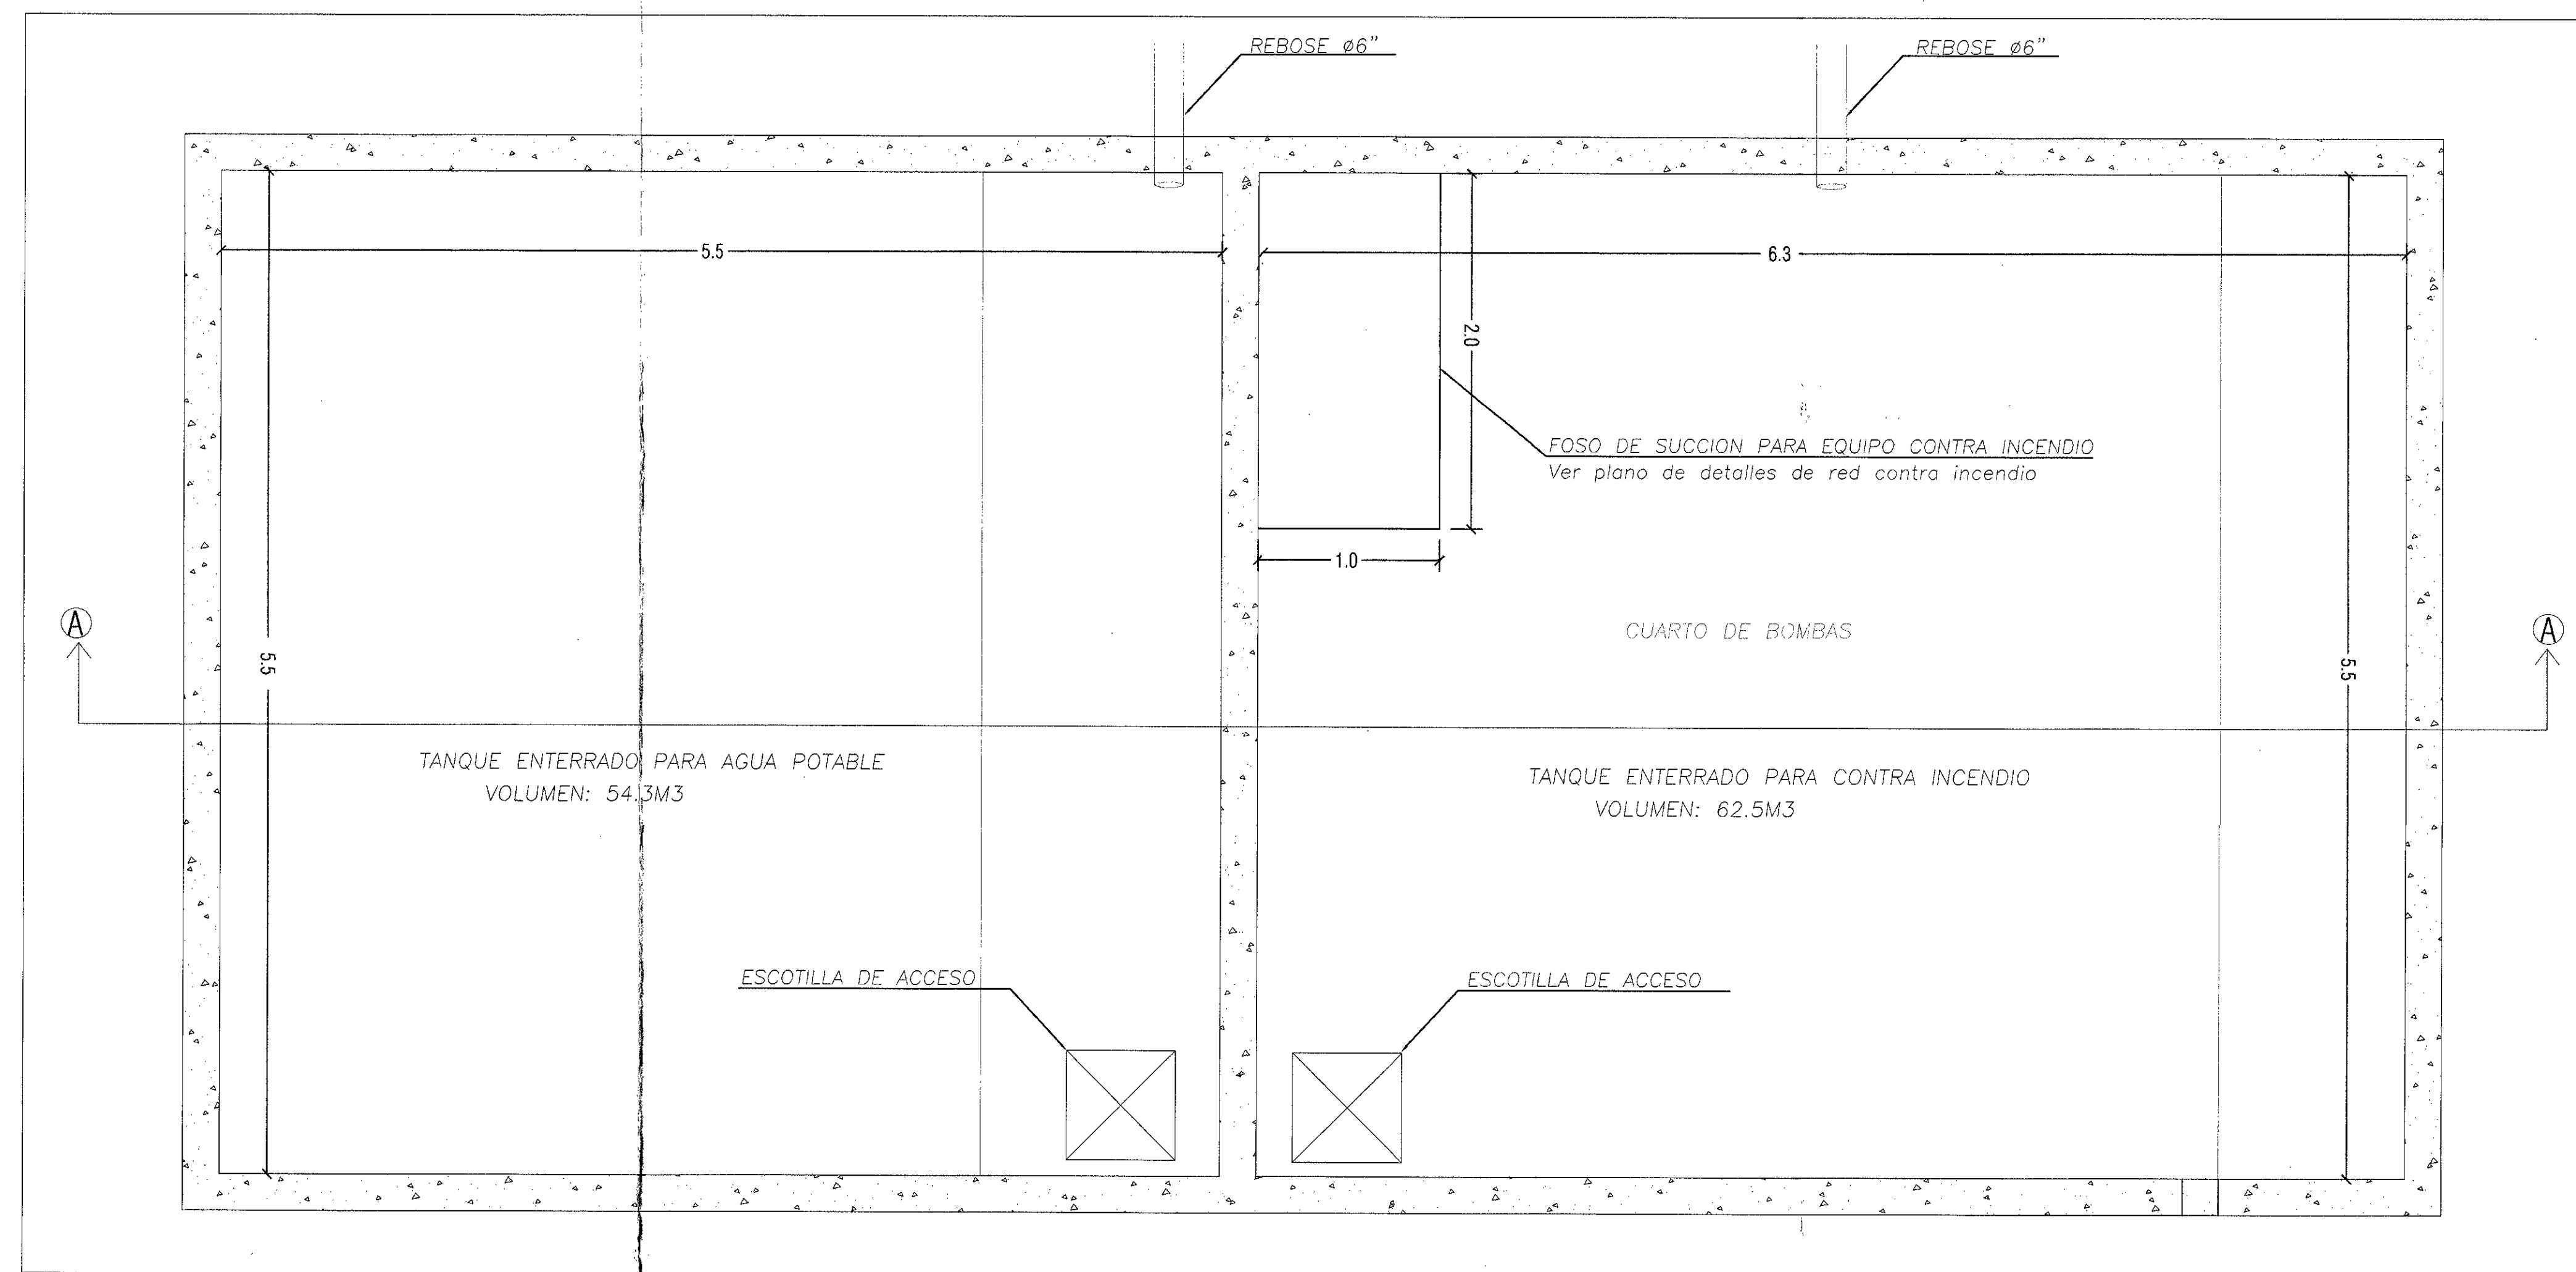 REBOSE ø6"
REBOSE ø6"
5.5
6.3
2.0
FOSO DE SUCCION PARA EQUIPO CONTRA INCENDIO
Ver plano de detalles de red contra incendio
1.0
A
A
CUARTO DE BOMBAS
5.5
5.5
TANQUE ENTERRADO PARA AGUA POTABLE
VOLUMEN: 54.3M3
TANQUE ENTERRADO PARA CONTRA INCENDIO
VOLUMEN: 62.5M3
ESCOTILLA DE ACCESO
ESCOTILLA DE ACCESO